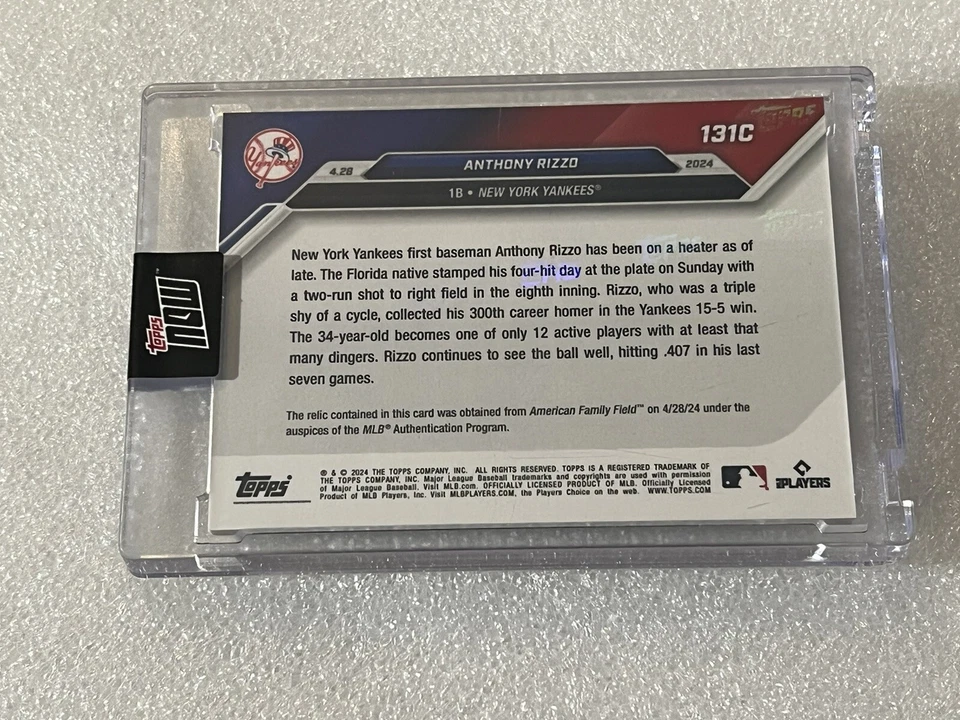 Yankees
TOPPS
131C
4.28
ANTHONY RIZZO
2024
1B • NEW YORK YANKEES®
New York Yankees first baseman Anthony Rizzo has been on a heater as of
late. The Florida native stamped his four-hit day at the plate on Sunday with
a two-run shot to right field in the eighth inning. Rizzo, who was a triple
shy of a cycle, collected his 300th career homer in the Yankees 15-5 win.
The 34-year-old becomes one of only 12 active players with at least that
many dingers. Rizzo continues to see the ball well, hitting .407 in his last
seven games.
The relic contained in this card was obtained from American Family Field™ on 4/28/24 under the
auspices of the MLB® Authentication Program.
topps NOW™
Topps®
® & © 2024 THE TOPPS COMPANY, INC. ALL RIGHTS RESERVED. TOPPS IS A REGISTERED TRADEMARK OF
THE TOPPS COMPANY, INC. Major League Baseball trademarks and copyrights are used with permission
of Major League Baseball. Visit MLB.com. OFFICIALLY LICENSED PRODUCT OF MLB. Officially Licensed
Product of MLB Players, Inc. Visit MLBPLAYERS.COM, the Players Choice on the web. WWW.TOPPS.COM
MLBPLAYERS